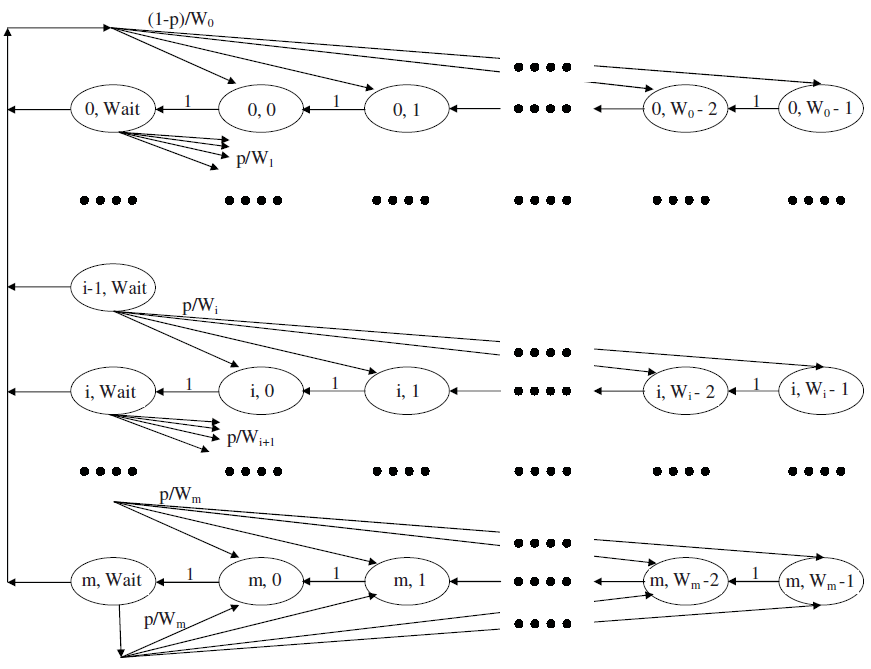 (1-p)/W₀
0, Wait 1 0, 0 1 0, 1 0, W₀ - 2 1 0, W₀ - 1
p/W₁
i-1, Wait
p/Wᵢ
i, Wait 1 i, 0 1 i, 1 i, Wᵢ - 2 1 i, Wᵢ - 1
p/Wᵢ₊₁
p/Wₘ
m, Wait 1 m, 0 1 m, 1 m, Wₘ-2 1 m, Wₘ-1
p/Wₘ